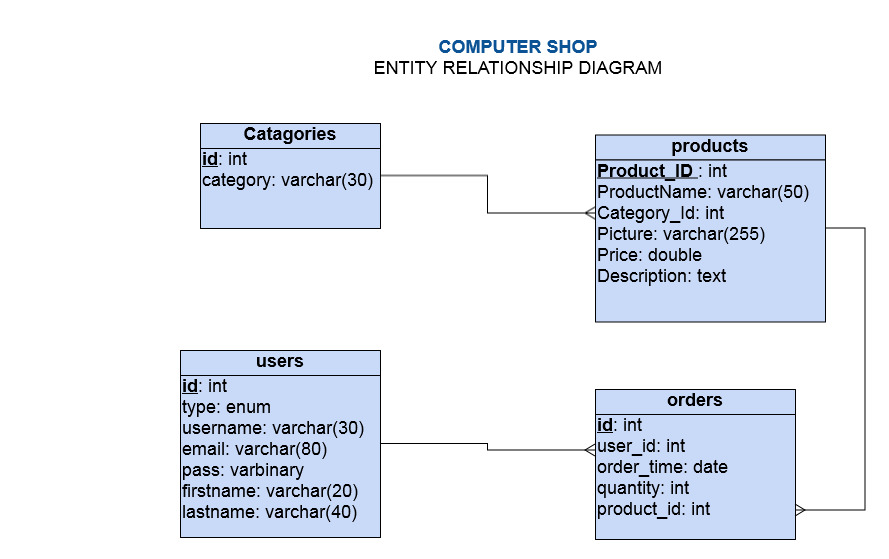 COMPUTER SHOP
ENTITY RELATIONSHIP DIAGRAM
Catagories
id: int
category: varchar(30)
products
Product_ID : int
ProductName: varchar(50)
Category_Id: int
Picture: varchar(255)
Price: double
Description: text
users
id: int
type: enum
username: varchar(30)
email: varchar(80)
pass: varbinary
firstname: varchar(20)
lastname: varchar(40)
orders
id: int
user_id: int
order_time: date
quantity: int
product_id: int